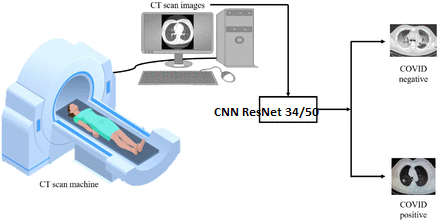 CT scan images
CNN ResNet 34/50
COVID
negative
CT scan machine
COVID
positive